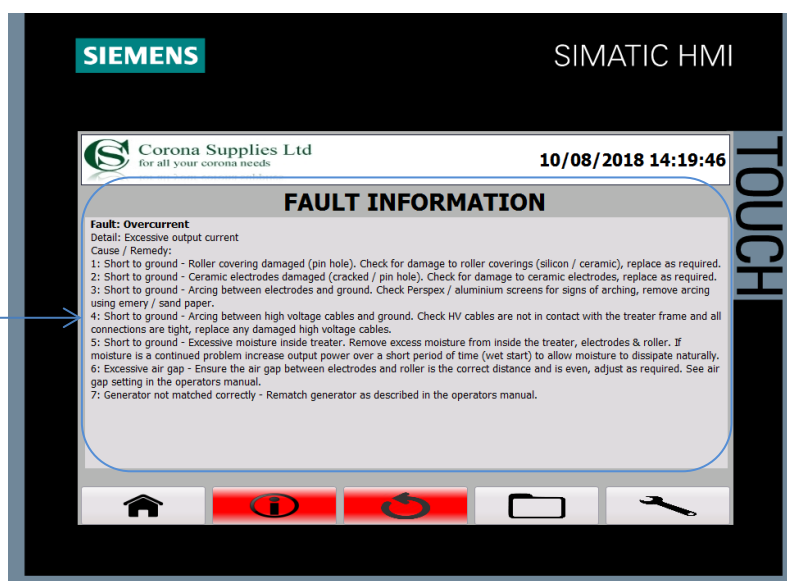 SIEMENS
SIMATIC HMI
TOUCH
Corona Supplies Ltd
for all your corona needs
10/08/2018 14:19:46
FAULT INFORMATION
Fault: Overcurrent
Detail: Excessive output current
Cause / Remedy:
1: Short to ground - Roller covering damaged (pin hole). Check for damage to roller coverings (silicon / ceramic), replace as required.
2: Short to ground - Ceramic electrodes damaged (cracked / pin hole). Check for damage to ceramic electrodes, replace as required.
3: Short to ground - Arcing between electrodes and ground. Check Perspex / aluminium screens for signs of arching, remove arcing
using emery / sand paper.
4: Short to ground - Arcing between high voltage cables and ground. Check HV cables are not in contact with the treater frame and all
connections are tight, replace any damaged high voltage cables.
5: Short to ground - Excessive moisture inside treater. Remove excess moisture from inside the treater, electrodes & roller. If
moisture is a continued problem increase output power over a short period of time (wet start) to allow moisture to dissipate naturally.
6: Excessive air gap - Ensure the air gap between electrodes and roller is the correct distance and is even, adjust as required. See air
gap setting in the operators manual.
7: Generator not matched correctly - Rematch generator as described in the operators manual.